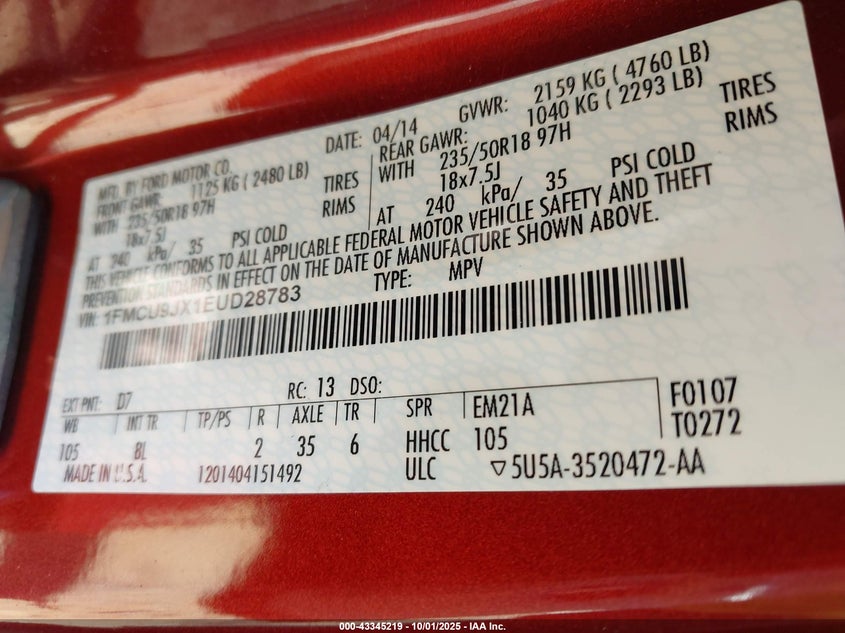 MFD. BY FORD MOTOR CO.
DATE: 04/14 GVWR: 2159 KG ( 4760 LB)
FRONT GAWR: 1125 KG ( 2480 LB) REAR GAWR: 1040 KG ( 2293 LB)
WITH 235/50R18 97H TIRES WITH 235/50R18 97H TIRES
18x7.5J RIMS 18x7.5J RIMS
AT 240 kPa/ 35 PSI COLD AT 240 kPa/ 35 PSI COLD
THIS VEHICLE CONFORMS TO ALL APPLICABLE FEDERAL MOTOR VEHICLE SAFETY AND THEFT
PREVENTION STANDARDS IN EFFECT ON THE DATE OF MANUFACTURE SHOWN ABOVE.
VIN: 1FMCU9JX1EUD28783 TYPE: MPV
EXT PNT: D7 RC: 13 DSO:
WB INT TR TP/PS R AXLE TR SPR EM21A F0107
105 BL 2 35 6 HHCC 105 T0272
MADE IN U.S.A. 1201404151492 ULC ▽5U5A-3520472-AA
000-43345219 - 10/01/2025 - IAA Inc.